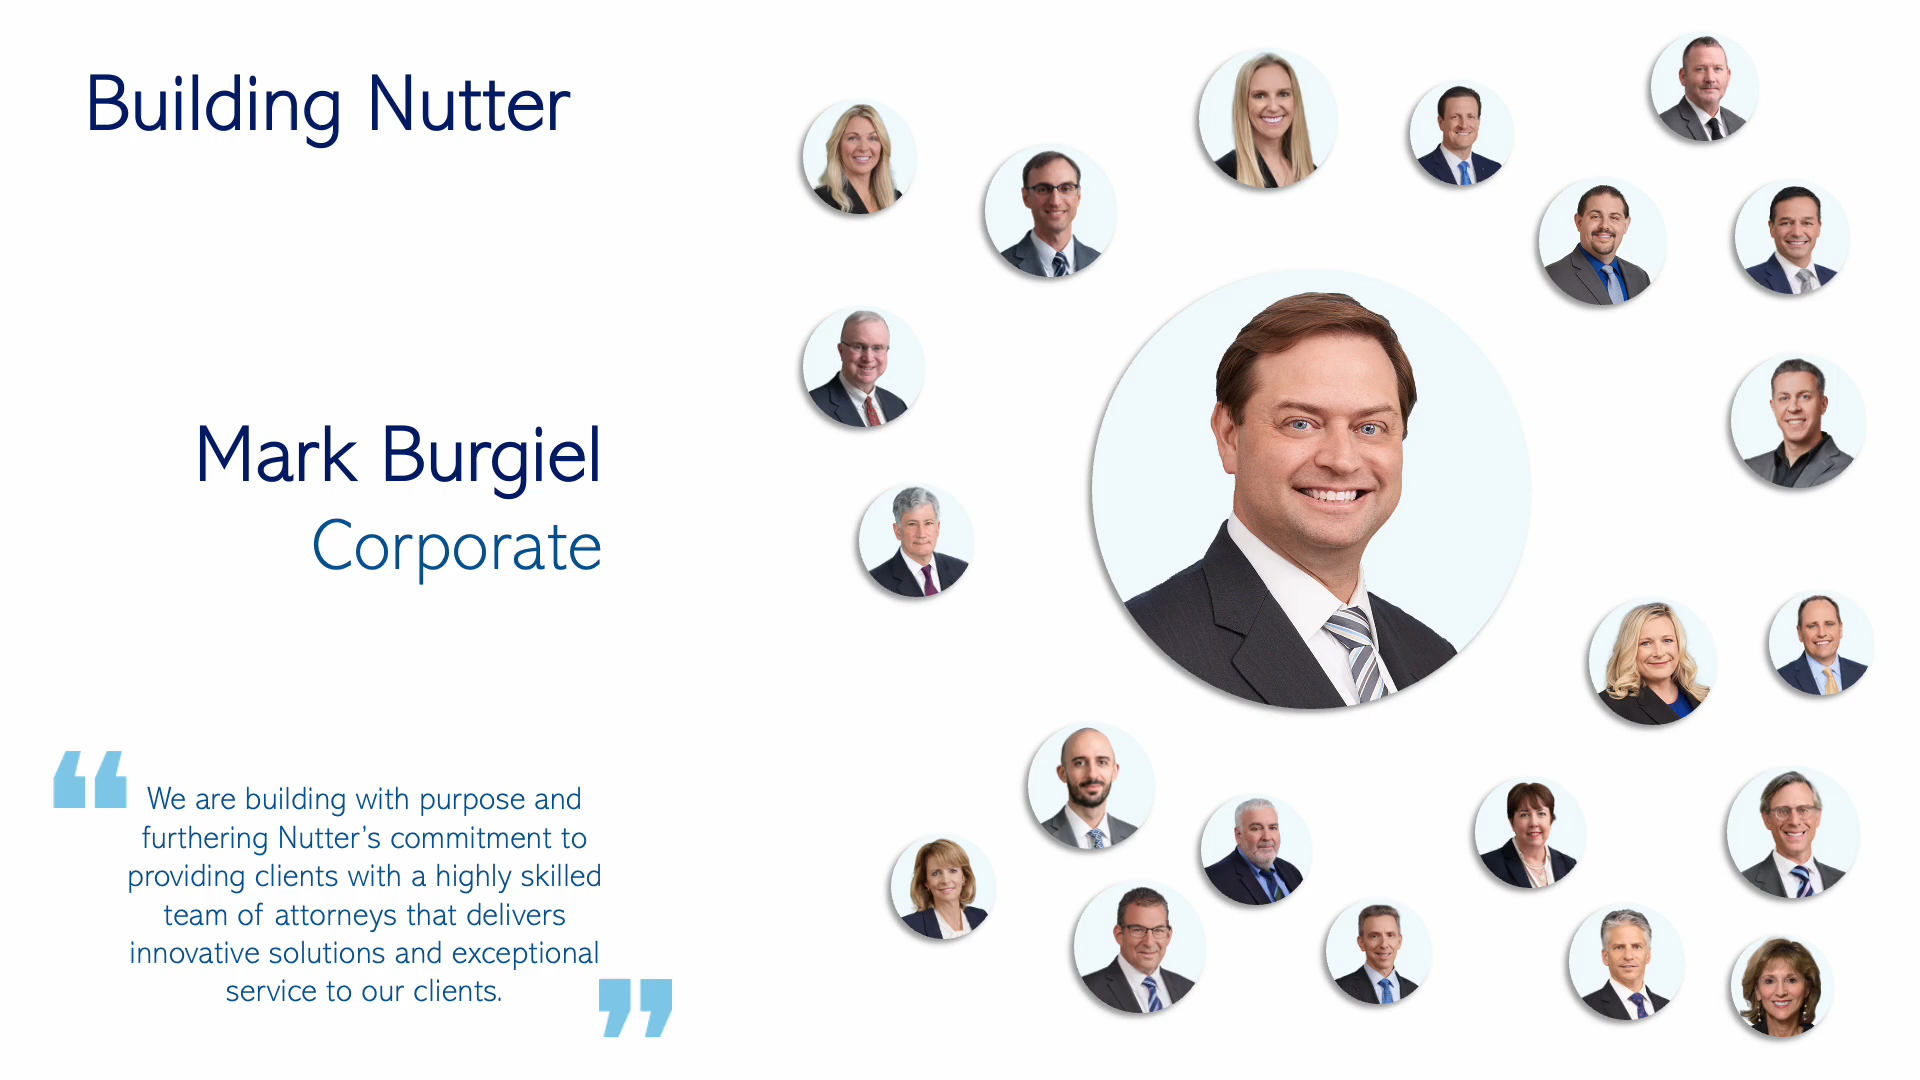 Building Nutter
Mark Burgiel
Corporate
“ We are building with purpose and
furthering Nutter’s commitment to
providing clients with a highly skilled
team of attorneys that delivers
innovative solutions and exceptional
service to our clients. ”